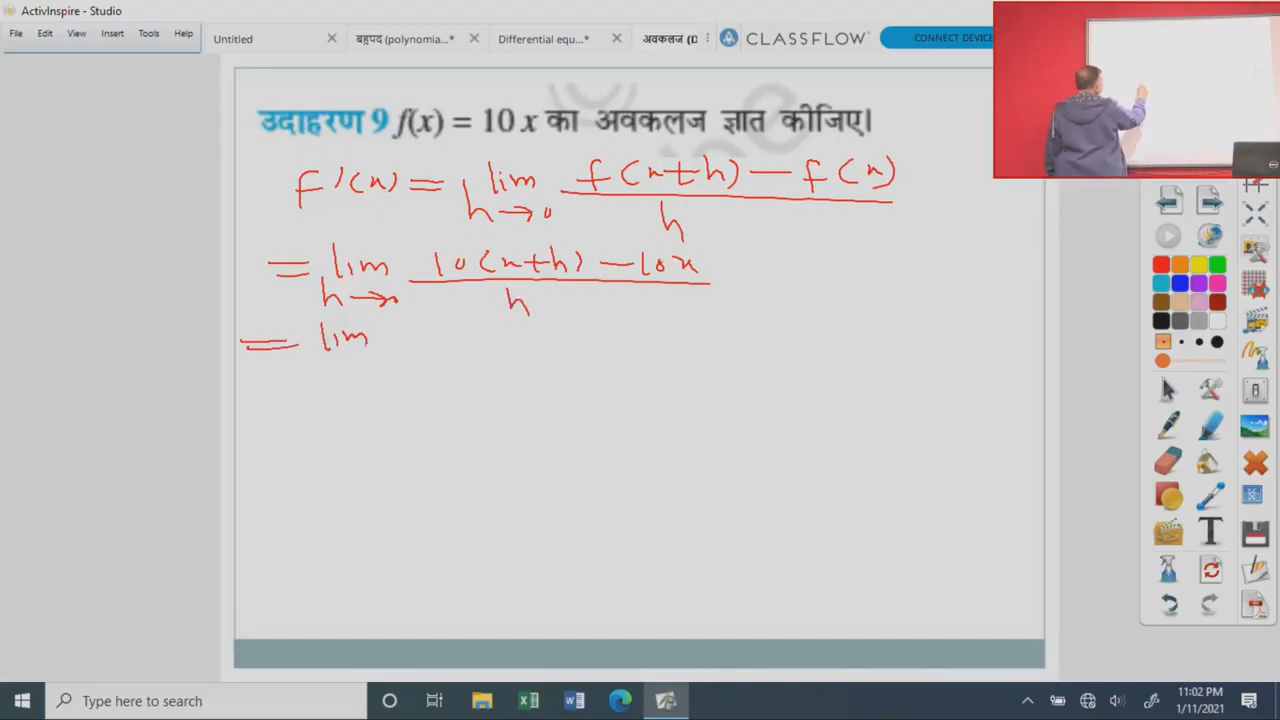 ActivInspire - Studio
File Edit View Insert Tools Help
Untitled
बहुपद (polynomia...*
Differential equ...*
अवकलज (D
CLASSFLOW
CONNECT DEVICE
उदाहरण 9 f(x) = 10 x का अवकलज ज्ञात कीजिए।
f'(x) = lim h→0 f(x+h) - f(x) / h
= lim h→0 10(x+h) - 10x / h
= lim
Type here to search
11:02 PM
1/11/2021